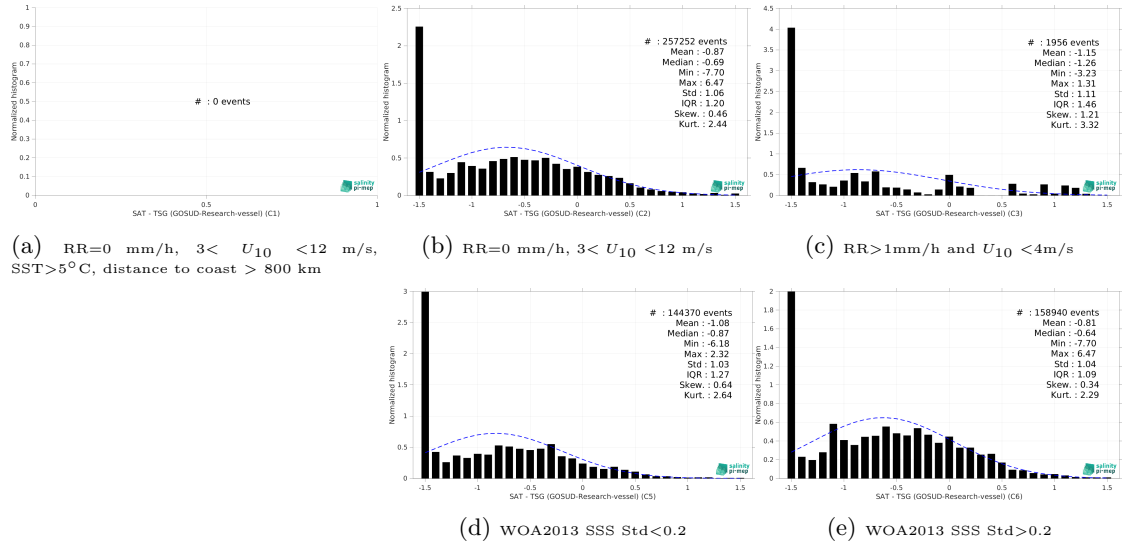 1
0.9
0.8
0.7
0.6
0.5
0.4
0.3
0.2
0.1
0
Normalized histogram
# : 0 events
0 0.5 1
SAT - TSG (GOSUD-Research-vessel) (C1)
salinity
pi-mep
(a) RR=0 mm/h, 3< U10 <12 m/s,
SST>5°C, distance to coast > 800 km
2.5
2
1.5
1
0.5
0
Normalized histogram
# : 257252 events
Mean : -0.87
Median : -0.69
Min : -7.70
Max : 6.47
Std : 1.06
IQR : 1.20
Skew. : 0.46
Kurt. : 2.44
-1.5 -1 -0.5 0 0.5 1 1.5
SAT - TSG (GOSUD-Research-vessel) (C2)
salinity
pi-mep
(b) RR=0 mm/h, 3< U10 <12 m/s
4.5
4
3.5
3
2.5
2
1.5
1
0.5
0
Normalized histogram
# : 1956 events
Mean : -1.15
Median : -1.26
Min : -3.23
Max : 1.31
Std : 1.11
IQR : 1.46
Skew. : 1.21
Kurt. : 3.32
-1.5 -1 -0.5 0 0.5 1 1.5
SAT - TSG (GOSUD-Research-vessel) (C3)
salinity
pi-mep
(c) RR>1mm/h and U10 <4m/s
3
2.5
2
1.5
1
0.5
0
Normalized histogram
# : 144370 events
Mean : -1.08
Median : -0.87
Min : -6.18
Max : 2.32
Std : 1.03
IQR : 1.27
Skew. : 0.64
Kurt. : 2.64
-1.5 -1 -0.5 0 0.5 1 1.5
SAT - TSG (GOSUD-Research-vessel) (C5)
salinity
pi-mep
(d) WOA2013 SSS Std<0.2
2
1.8
1.6
1.4
1.2
1
0.8
0.6
0.4
0.2
0
Normalized histogram
# : 158940 events
Mean : -0.81
Median : -0.64
Min : -7.70
Max : 6.47
Std : 1.04
IQR : 1.09
Skew. : 0.34
Kurt. : 2.29
-1.5 -1 -0.5 0 0.5 1 1.5
SAT - TSG (GOSUD-Research-vessel) (C6)
salinity
pi-mep
(e) WOA2013 SSS Std>0.2